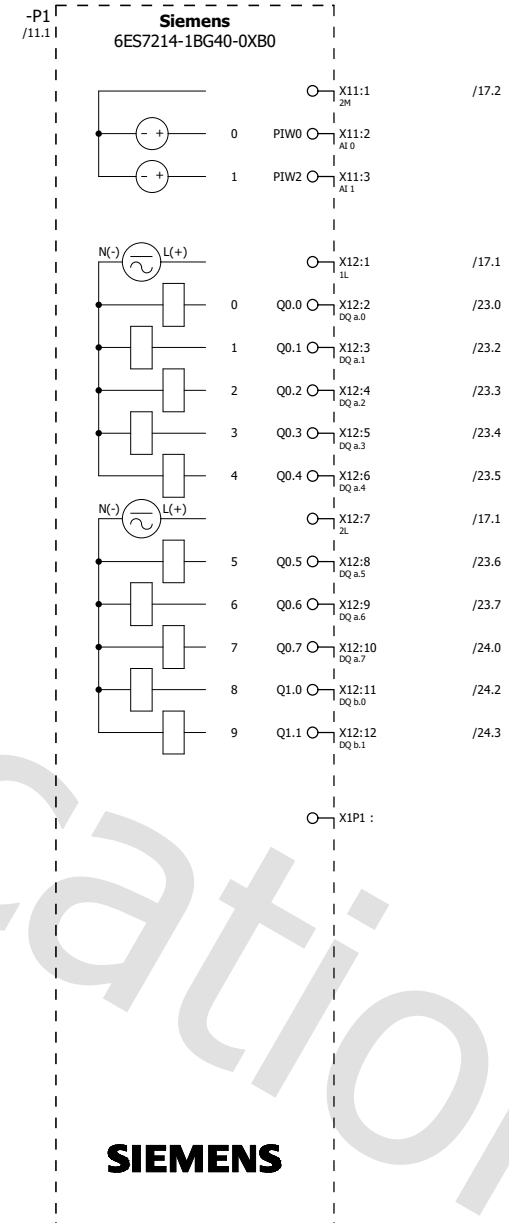 -P1
/11.1
Siemens
6ES7214-1BG40-0XB0
X11:1 /17.2
2M
- + 0 PIW0 X11:2
AI 0
- + 1 PIW2 X11:3
AI 1
N(-) L(+) X12:1 /17.1
1L
0 Q0.0 X12:2 /23.0
DQ a.0
1 Q0.1 X12:3 /23.2
DQ a.1
2 Q0.2 X12:4 /23.3
DQ a.2
3 Q0.3 X12:5 /23.4
DQ a.3
4 Q0.4 X12:6 /23.5
DQ a.4
N(-) L(+) X12:7 /17.1
2L
5 Q0.5 X12:8 /23.6
DQ a.5
6 Q0.6 X12:9 /23.7
DQ a.6
7 Q0.7 X12:10 /24.0
DQ a.7
8 Q1.0 X12:11 /24.2
DQ b.0
9 Q1.1 X12:12 /24.3
DQ b.1
X1P1 :
cation
SIEMENS